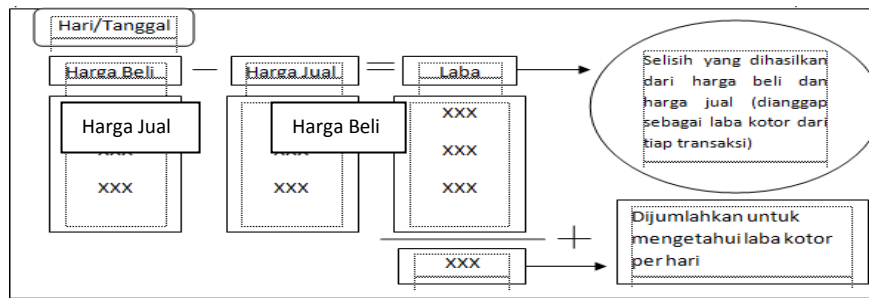 Hari/Tanggal
Harga Beli — Harga Jual = Laba
Selisih yang dihasilkan
dari harga beli dan
harga jual (dianggap
sebagai laba kotor dari
tiap transaksi)
Harga Jual
Harga Beli
XXX
XXX
XXX XXX XXX
+
XXX
Dijumlahkan untuk
mengetahui laba kotor
per hari